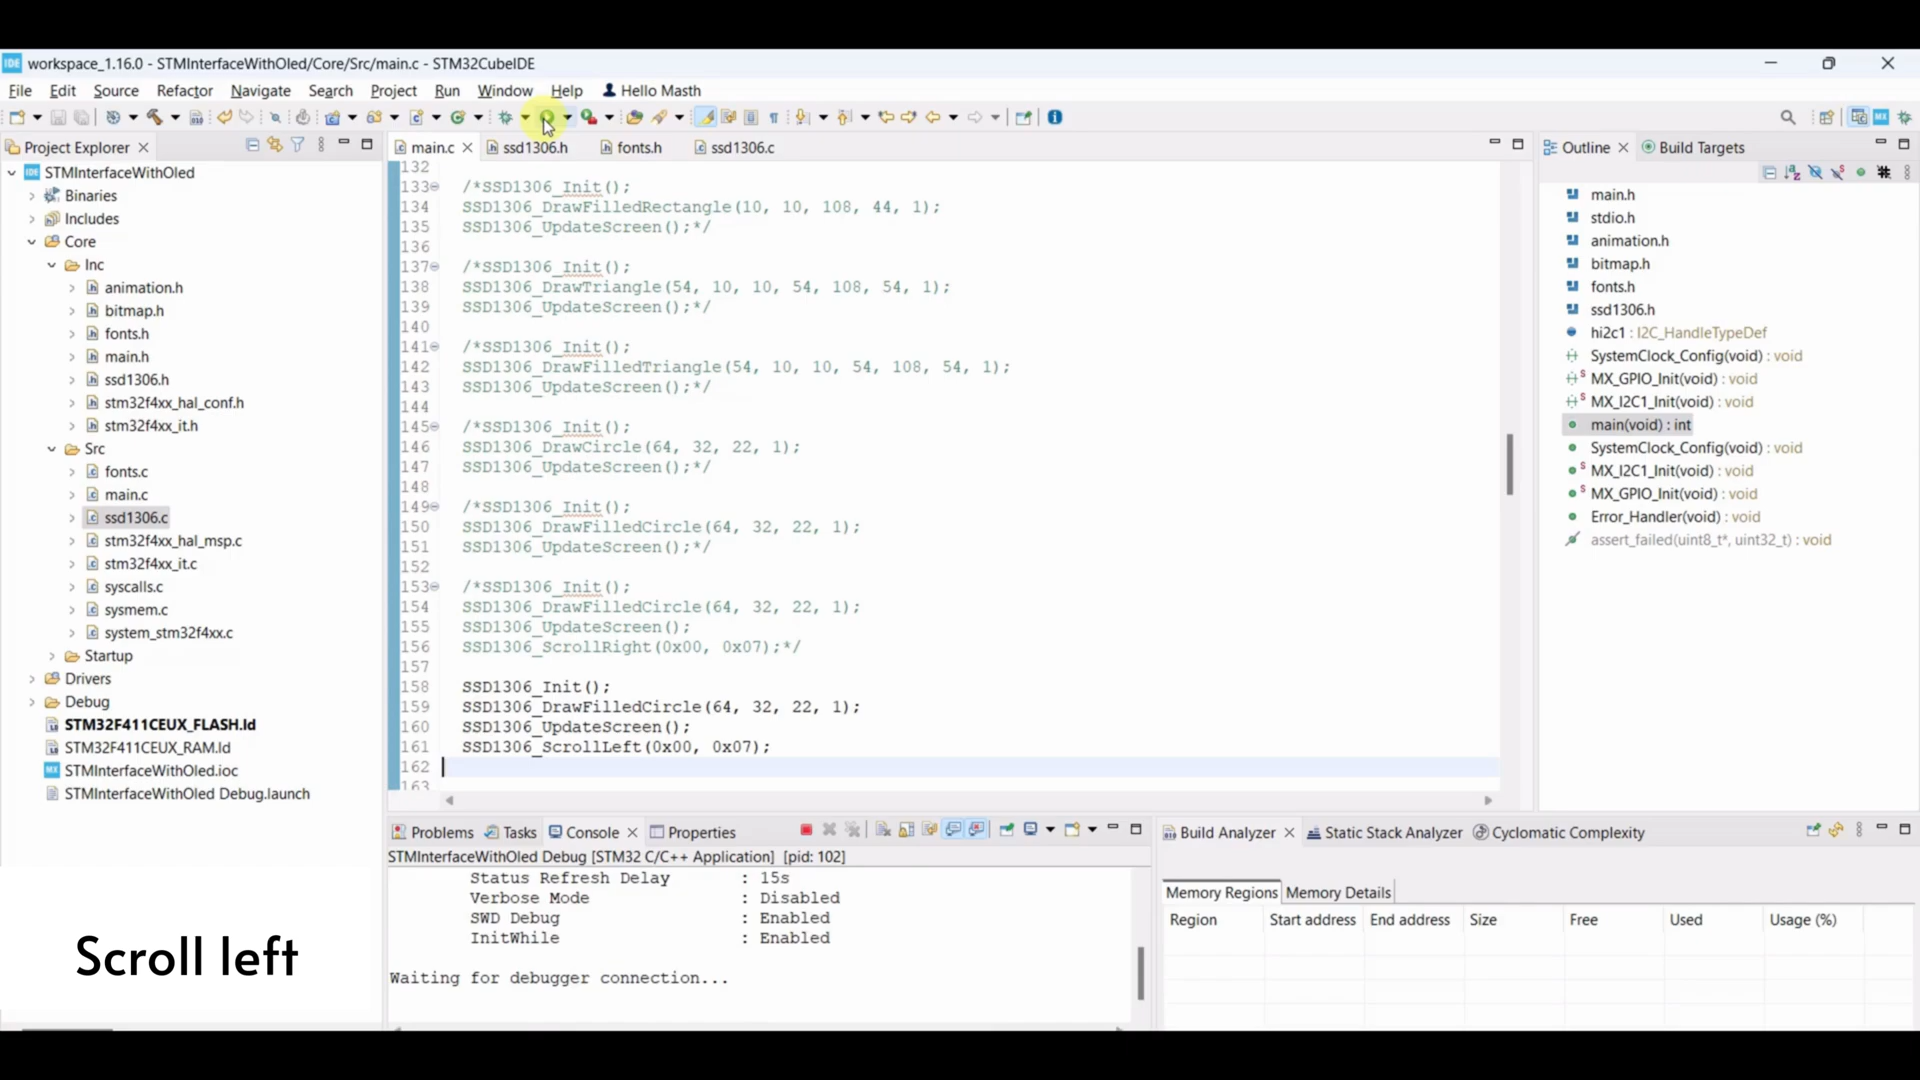 IDE workspace_1.16.0 - STMInterfaceWithOled/Core/Src/main.c - STM32CubeIDE
File Edit Source Refactor Navigate Search Project Run Window Help Hello Masth
Project Explorer
STMInterfaceWithOled
Binaries
Includes
Core
Inc
animation.h
bitmap.h
fonts.h
main.h
ssd1306.h
stm32f4xx_hal_conf.h
stm32f4xx_it.h
Src
fonts.c
main.c
ssd1306.c
stm32f4xx_hal_msp.c
stm32f4xx_it.c
syscalls.c
sysmem.c
system_stm32f4xx.c
Startup
Drivers
Debug
STM32F411CEUX_FLASH.ld
STM32F411CEUX_RAM.ld
STMInterfaceWithOled.ioc
STMInterfaceWithOled Debug.launch
Scroll left
main.c ssd1306.h fonts.h ssd1306.c
132
133 /*SSD1306_Init();
134 SSD1306_DrawFilledRectangle(10, 10, 108, 44, 1);
135 SSD1306_UpdateScreen();*/
136
137 /*SSD1306_Init();
138 SSD1306_DrawTriangle(54, 10, 10, 54, 108, 54, 1);
139 SSD1306_UpdateScreen();*/
140
141 /*SSD1306_Init();
142 SSD1306_DrawFilledTriangle(54, 10, 10, 54, 108, 54, 1);
143 SSD1306_UpdateScreen();*/
144
145 /*SSD1306_Init();
146 SSD1306_DrawCircle(64, 32, 22, 1);
147 SSD1306_UpdateScreen();*/
148
149 /*SSD1306_Init();
150 SSD1306_DrawFilledCircle(64, 32, 22, 1);
151 SSD1306_UpdateScreen();*/
152
153 /*SSD1306_Init();
154 SSD1306_DrawFilledCircle(64, 32, 22, 1);
155 SSD1306_UpdateScreen();
156 SSD1306_ScrollRight(0x00, 0x07);*/
157
158 SSD1306_Init();
159 SSD1306_DrawFilledCircle(64, 32, 22, 1);
160 SSD1306_UpdateScreen();
161 SSD1306_ScrollLeft(0x00, 0x07);
162
163
Outline Build Targets
main.h
stdio.h
animation.h
bitmap.h
fonts.h
ssd1306.h
hi2c1 : I2C_HandleTypeDef
SystemClock_Config(void) : void
MX_GPIO_Init(void) : void
MX_I2C1_Init(void) : void
main(void) : int
SystemClock_Config(void) : void
MX_I2C1_Init(void) : void
MX_GPIO_Init(void) : void
Error_Handler(void) : void
assert_failed(uint8_t*, uint32_t) : void
Problems Tasks Console Properties
STMInterfaceWithOled Debug [STM32 C/C++ Application] [pid: 102]
Status Refresh Delay : 15s
Verbose Mode : Disabled
SWD Debug : Enabled
InitWhile : Enabled
Waiting for debugger connection...
Build Analyzer Static Stack Analyzer Cyclomatic Complexity
Memory Regions Memory Details
Region Start address End address Size Free Used Usage (%)